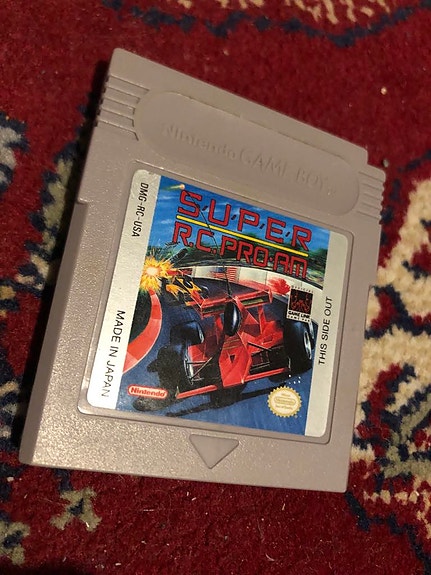 Nintendo GAME BOY
DMG-RC-USA
SUPER
R.C. PRO-AM
GAME LINK
THIS SIDE OUT
MADE IN JAPAN
Nintendo